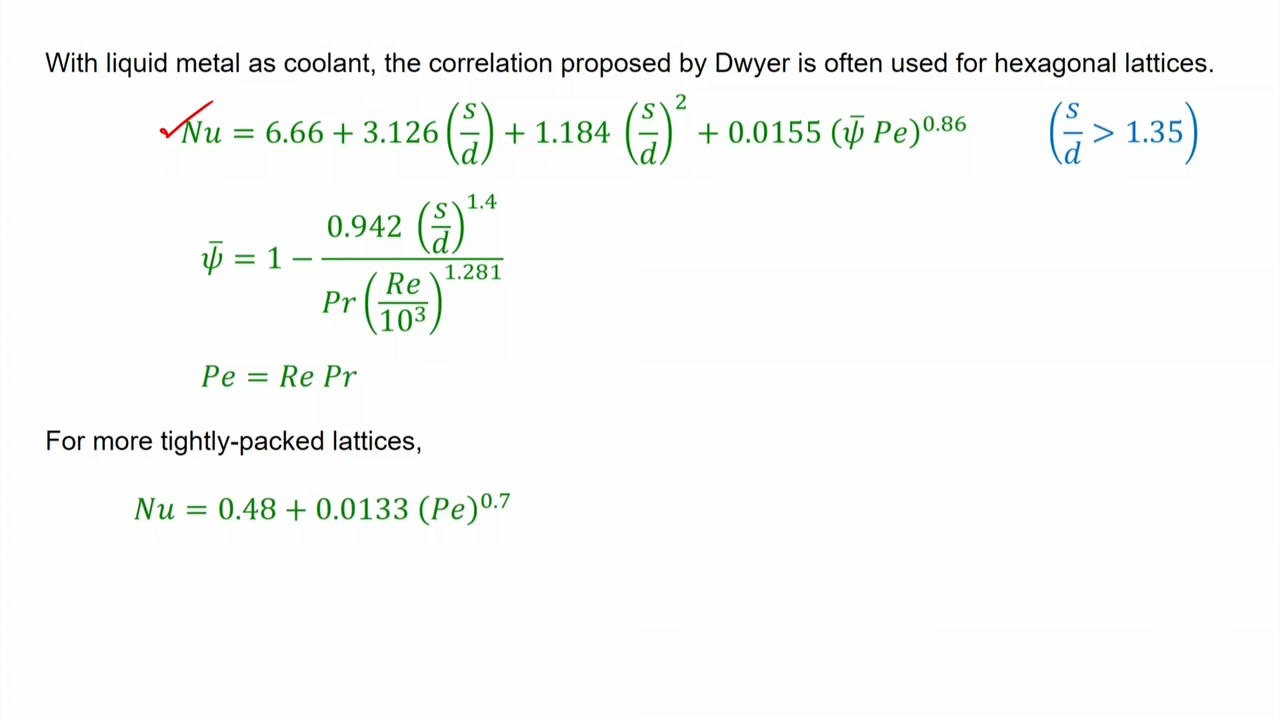 With liquid metal as coolant, the correlation proposed by Dwyer is often used for hexagonal lattices.
Nu = 6.66 + 3.126 (s/d) + 1.184 (s/d)^2 + 0.0155 (ψ̄ Pe)^0.86 (s/d > 1.35)
ψ̄ = 1 − 0.942 (s/d)^1.4 / Pr (Re/10^3)^1.281
Pe = Re Pr
For more tightly-packed lattices,
Nu = 0.48 + 0.0133 (Pe)^0.7